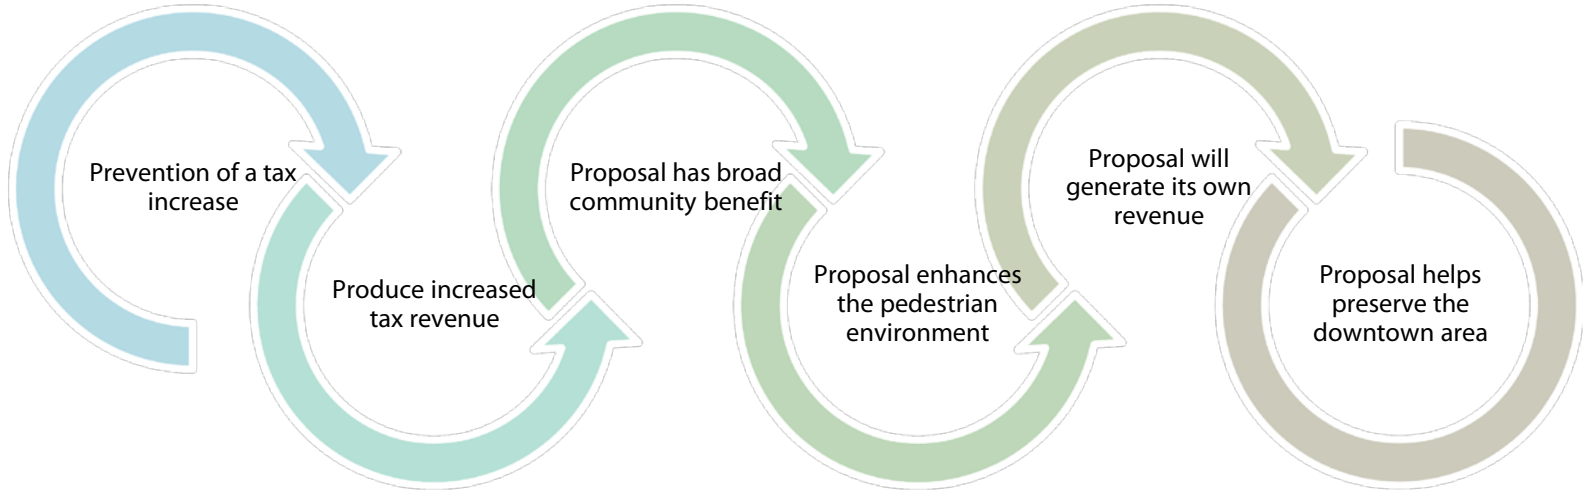 Prevention of a tax
increase
Produce increased
tax revenue
Proposal has broad
community benefit
Proposal enhances
the pedestrian
environment
Proposal will
generate its own
revenue
Proposal helps
preserve the
downtown area